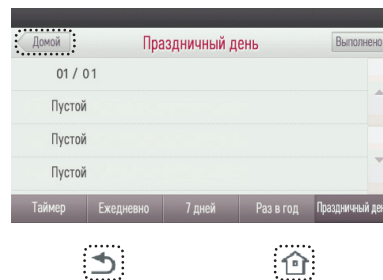 Домой Праздничный день Выполнено
01 / 01
Пустой
Пустой
Пустой
Таймер Ежедневно 7 дней Раз в год Праздничный ден